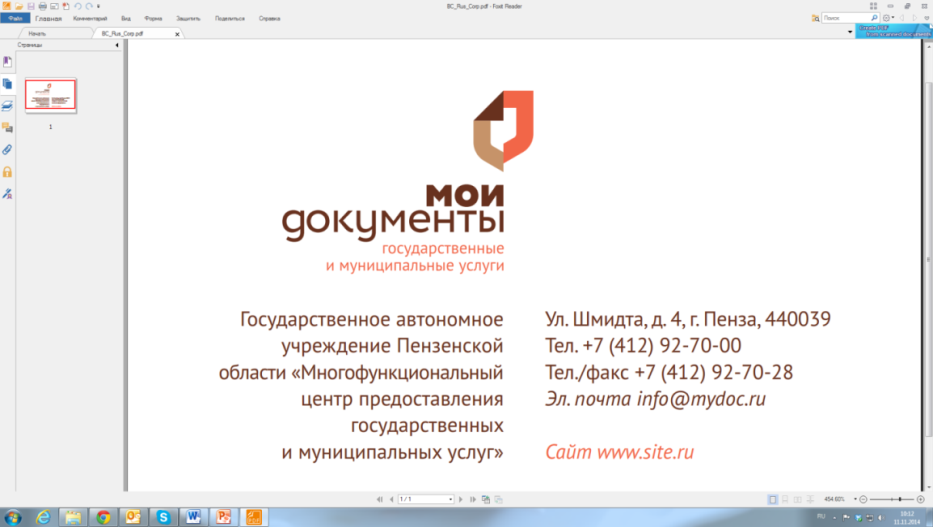 BC_Rus_Corp.pdf - Foxit Reader
Файл Главная Комментарий Вид Форма Защитить Поделиться Справка
Поиск
Начать BC_Rus_Corp.pdf
Страницы
1
мои
документы
государственные
и муниципальные услуги
Государственное автономное
учреждение Пензенской
области «Многофункциональный
центр предоставления
государственных
и муниципальных услуг»
Ул. Шмидта, д. 4, г. Пенза, 440039
Тел. +7 (412) 92-70-00
Тел./факс +7 (412) 92-70-28
Эл. почта info@mydoc.ru
Сайт www.site.ru
1 / 1
454.60%
RU
10:12
11.11.2014